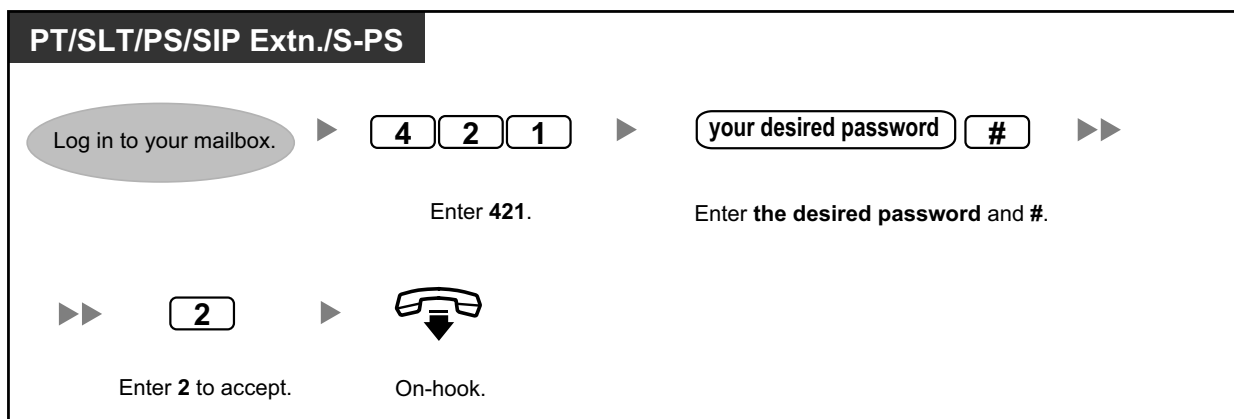 PT/SLT/PS/SIP Extn./S-PS
Log in to your mailbox.
4 2 1
your desired password #
Enter 421.
Enter the desired password and #.
2
Enter 2 to accept.
On-hook.